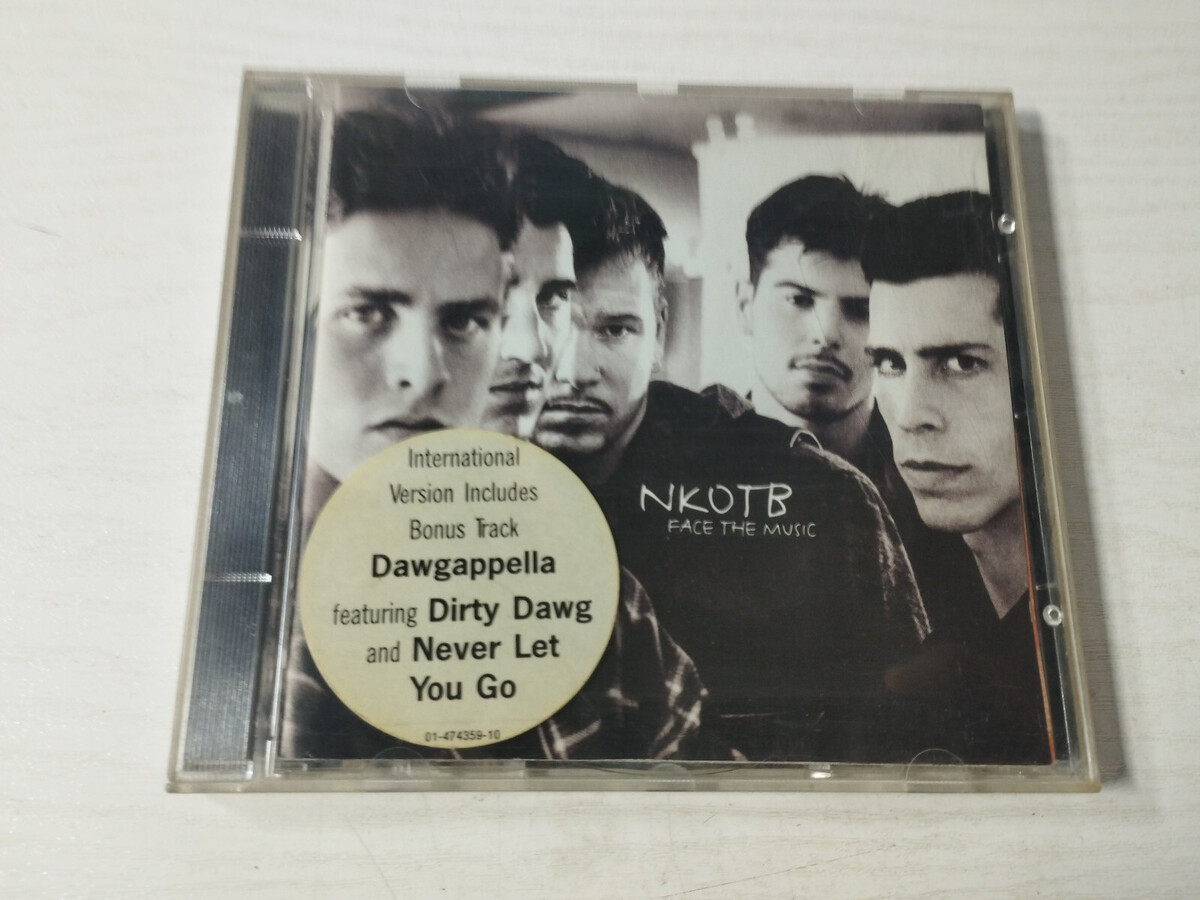 International
Version Includes
Bonus Track
Dawgappella
featuring Dirty Dawg
and Never Let
You Go
01-474359-10
NKOTB
FACE THE MUSIC